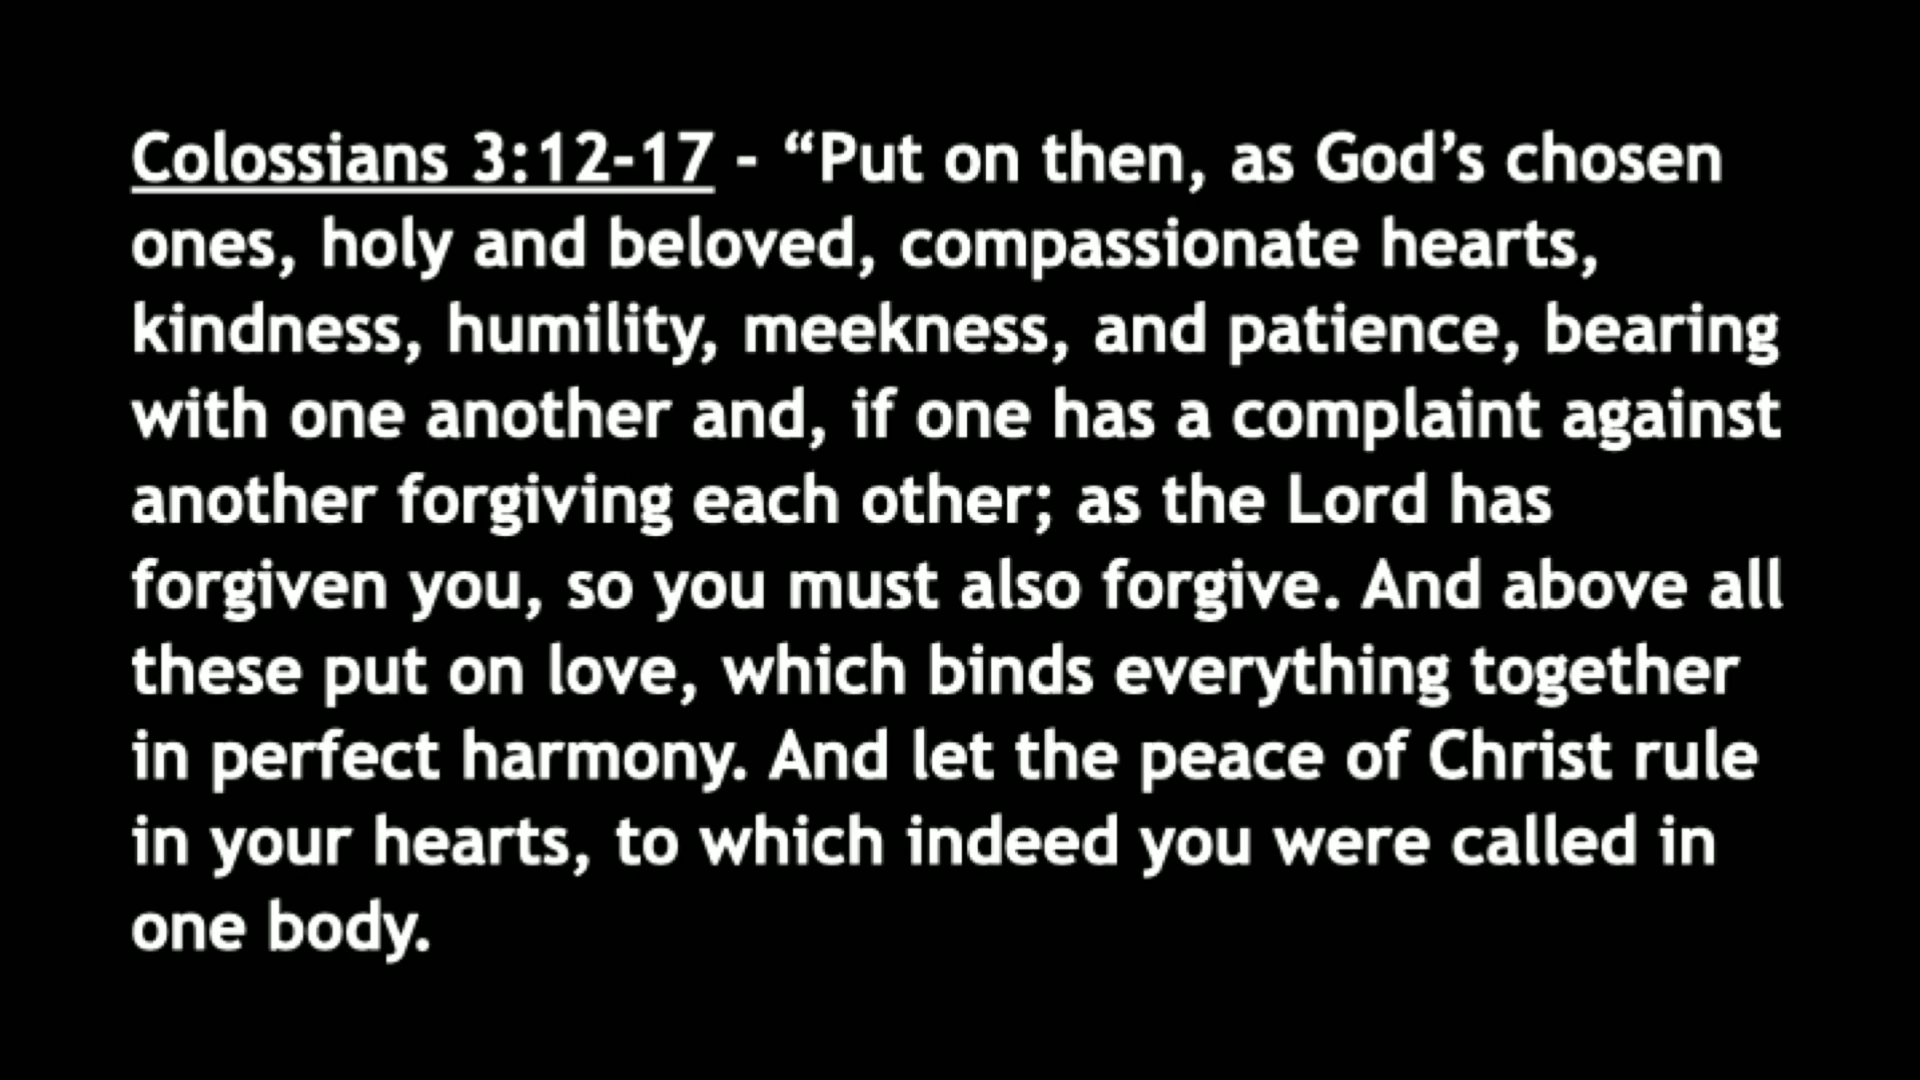 Colossians 3:12-17 - “Put on then, as God’s chosen
ones, holy and beloved, compassionate hearts,
kindness, humility, meekness, and patience, bearing
with one another and, if one has a complaint against
another forgiving each other; as the Lord has
forgiven you, so you must also forgive. And above all
these put on love, which binds everything together
in perfect harmony. And let the peace of Christ rule
in your hearts, to which indeed you were called in
one body.